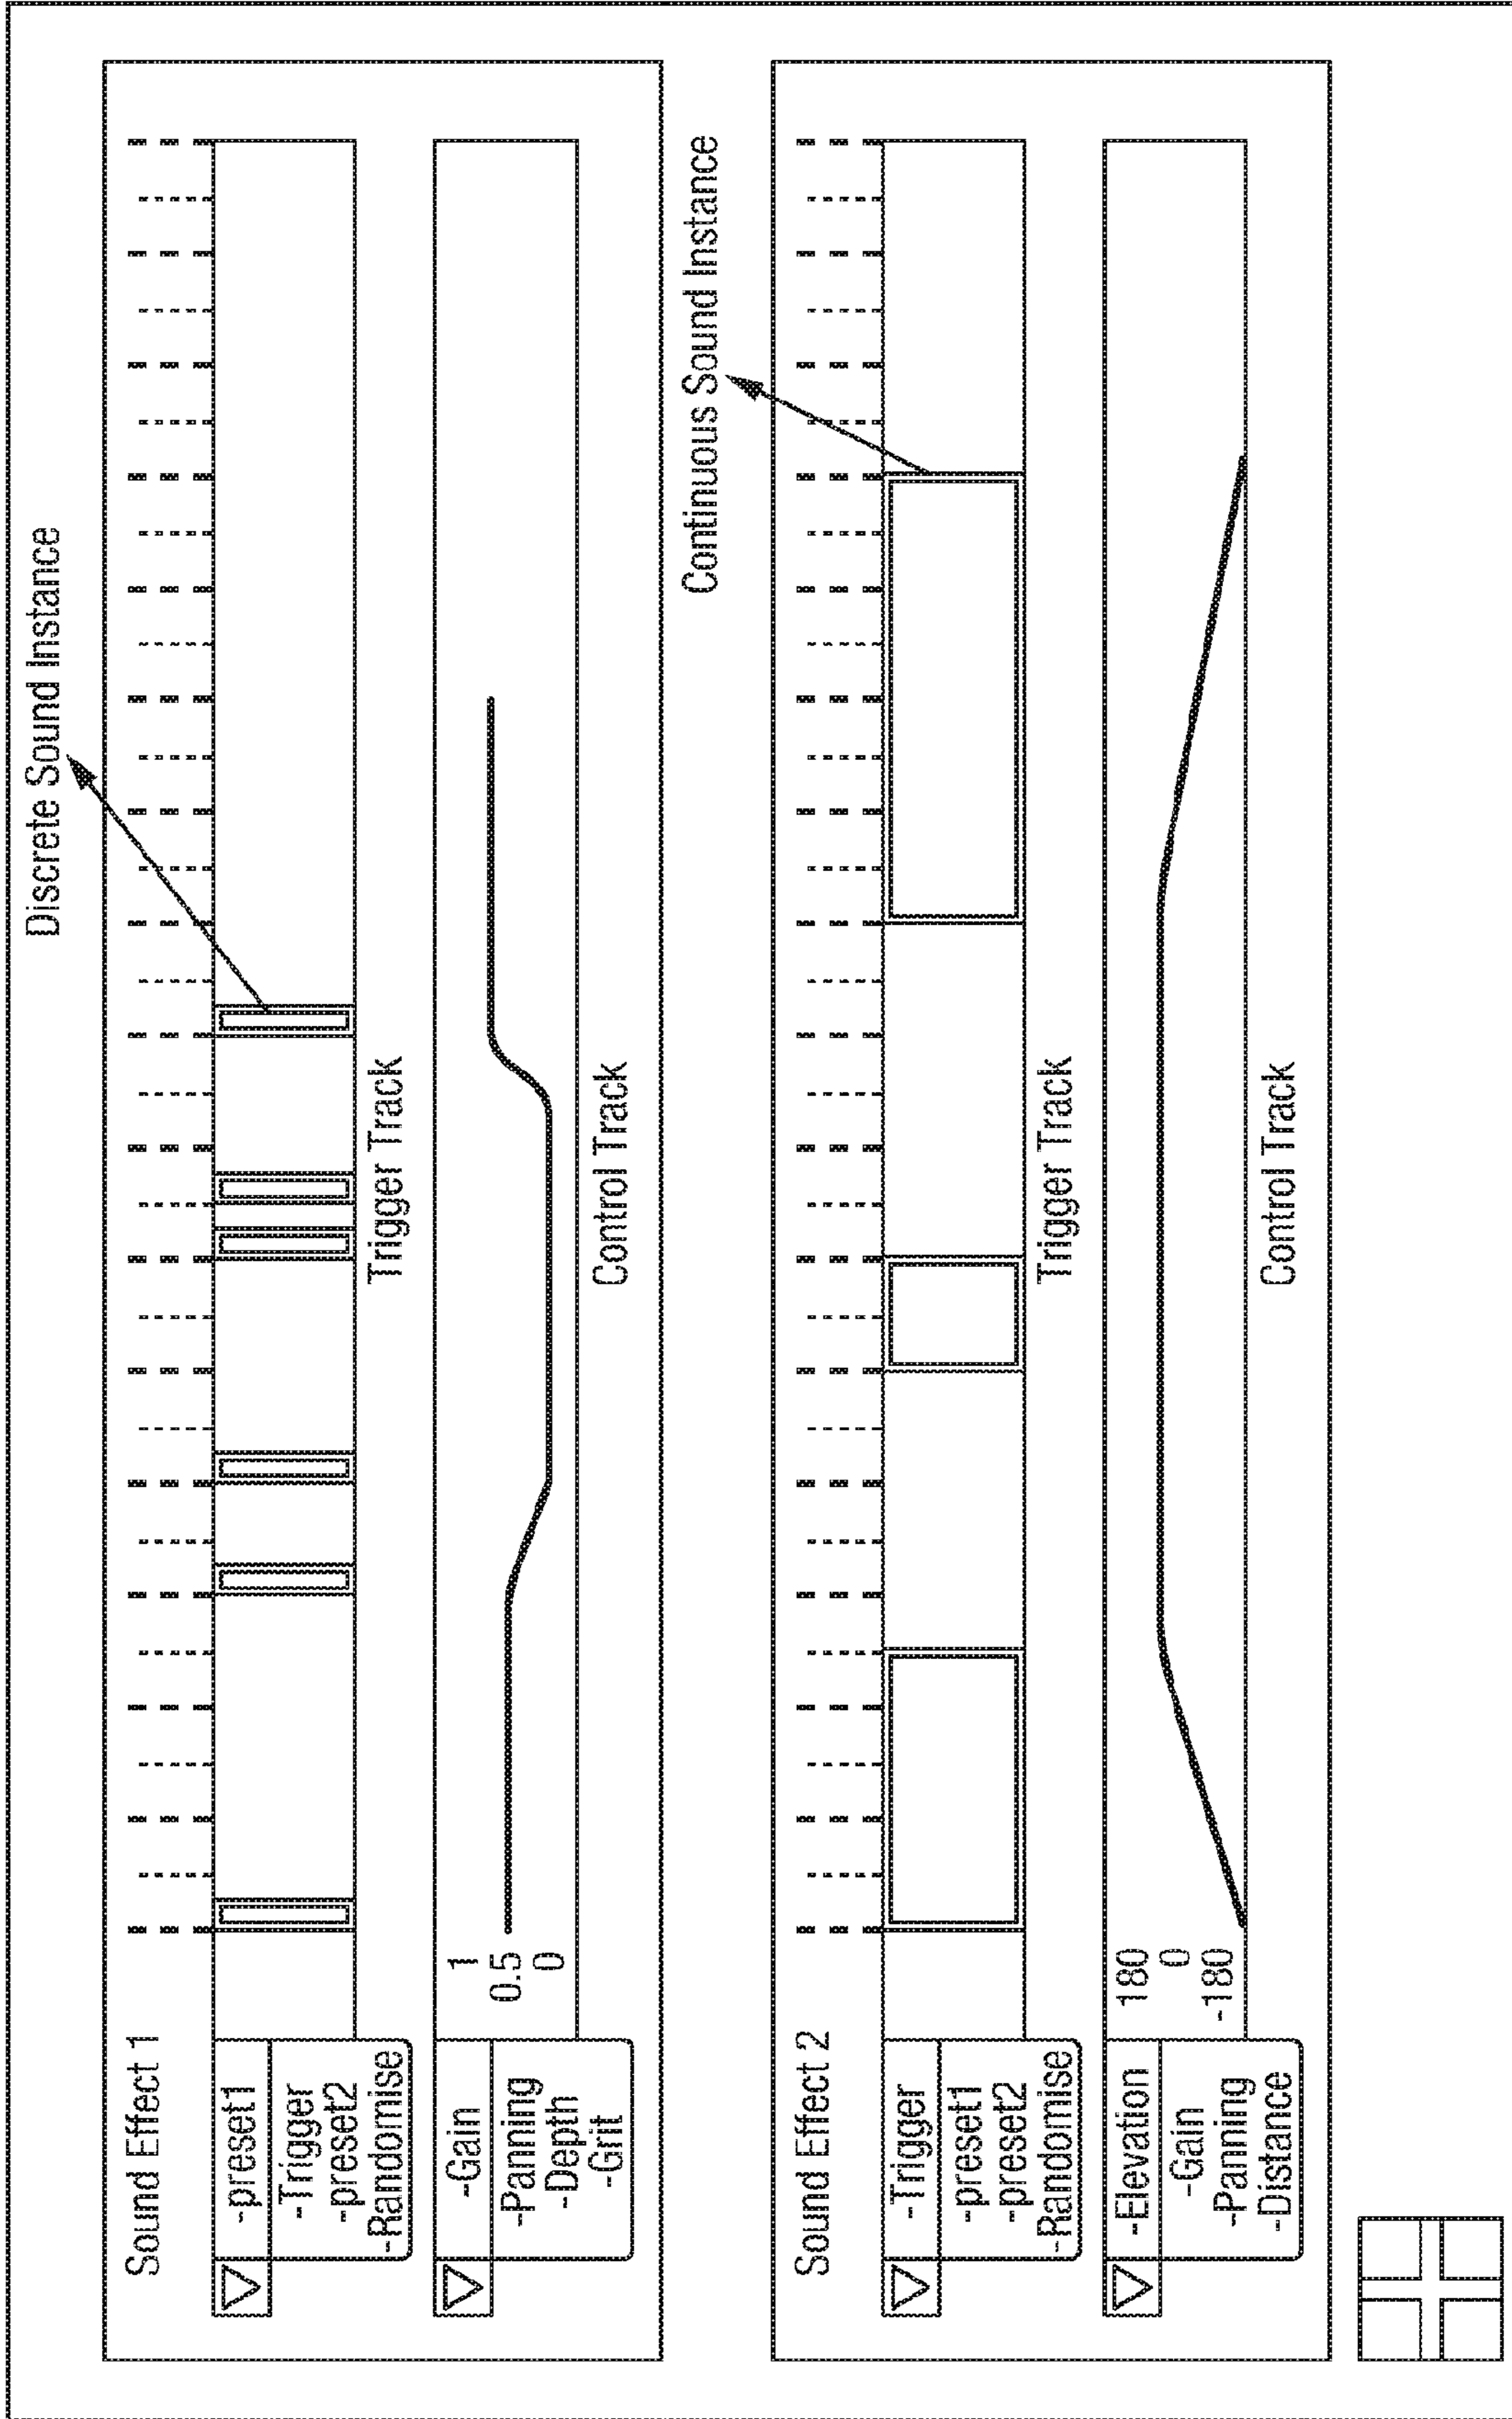 Discrete Sound Instance
Sound Effect 1
-preset1
-Trigger
-preset2
-Randomise
Trigger Track
-Gain
-Panning
-Depth
-Grit
1
0.5
0
Control Track
Continuous Sound Instance
Sound Effect 2
-Trigger
-preset1
-preset2
-Randomise
Trigger Track
-Elevation
-Gain
-Panning
-Distance
180
0
-180
Control Track